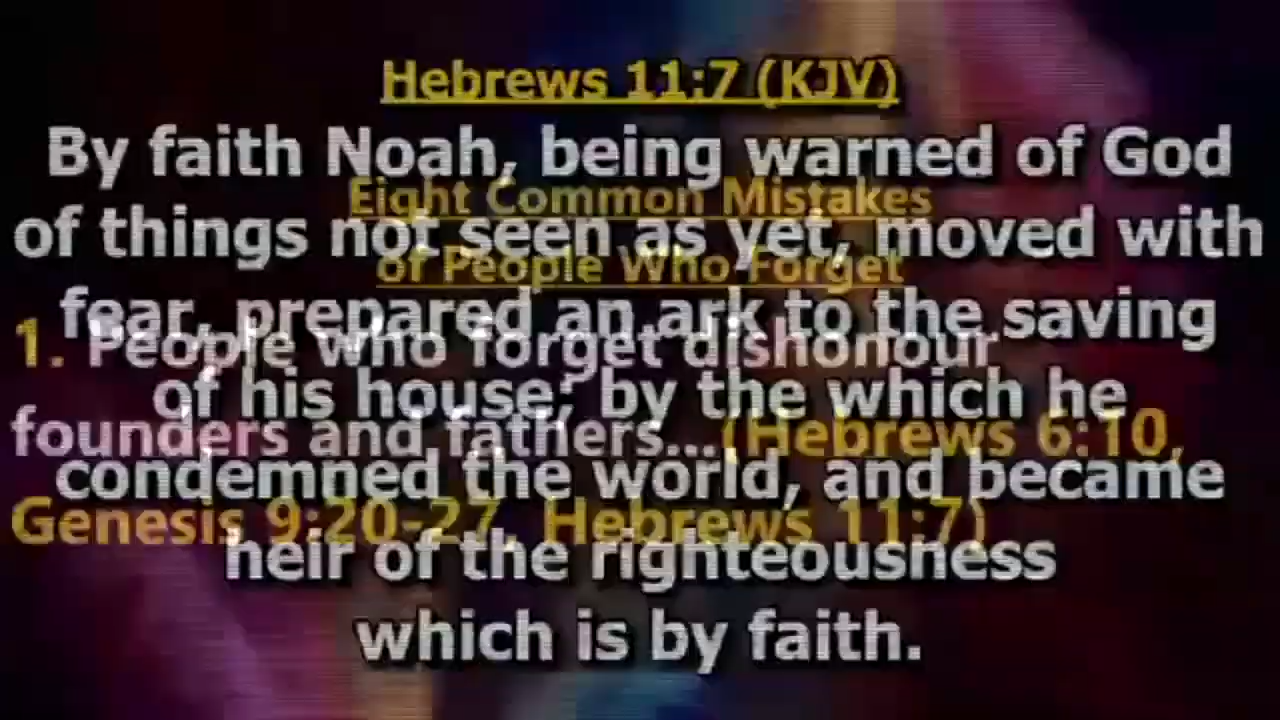 Hebrews 11:7 (KJV)
By faith Noah, being warned of God
of things not seen as yet, moved with
fear, prepared an ark to the saving
of his house; by the which he
condemned the world, and became
heir of the righteousness
which is by faith.
Eight Common Mistakes
of People Who Forget
1. People who forget dishonour
founders and fathers...(Hebrews 6:10,
Genesis 9:20-27, Hebrews 11:7)